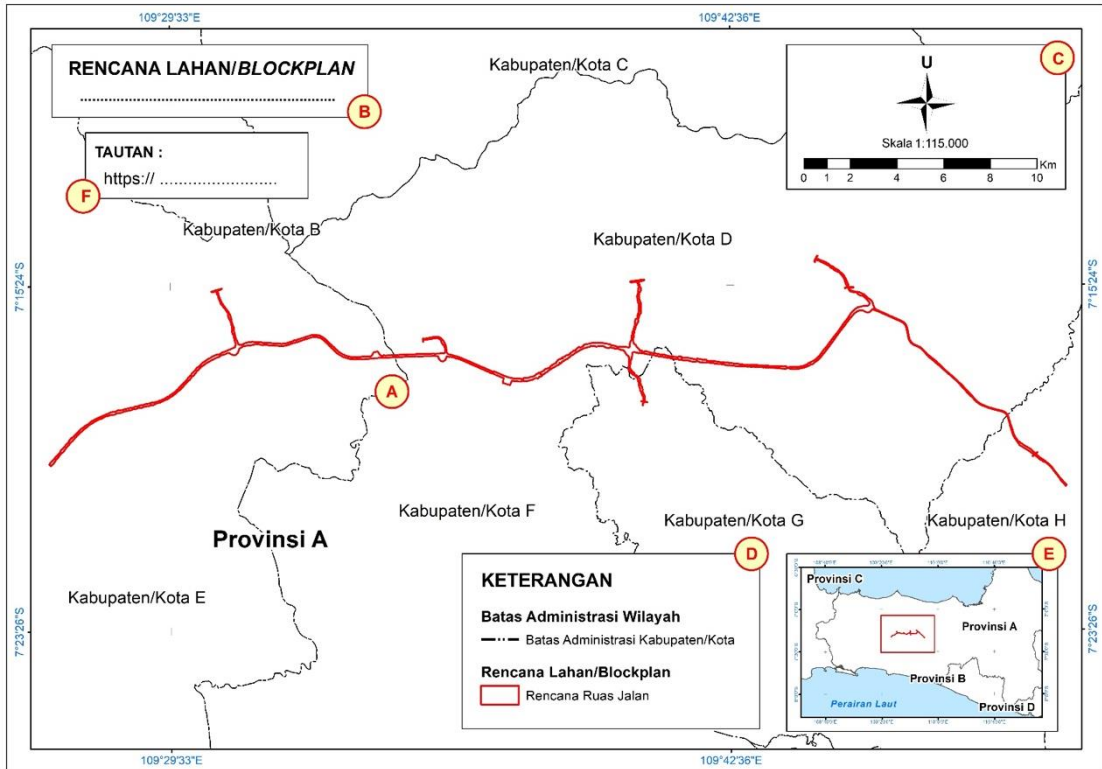 109°29'33"E
109°42'36"E
RENCANA LAHAN/BLOCKPLAN
B
TAUTAN :
https://
F
Kabupaten/Kota C
C
U
Skala 1:115.000
Km
0 1 2 4 6 8 10
Kabupaten/Kota B
Kabupaten/Kota D
7°15'24"S
7°15'24"S
A
Kabupaten/Kota F
Kabupaten/Kota G
Kabupaten/Kota H
Provinsi A
Kabupaten/Kota E
D
KETERANGAN
Batas Administrasi Wilayah
Batas Administrasi Kabupaten/Kota
Rencana Lahan/Blockplan
Rencana Ruas Jalan
E
Provinsi C
Provinsi A
Provinsi B
Perairan Laut
Provinsi D
7°23'26"S
7°23'26"S
109°29'33"E
109°42'36"E